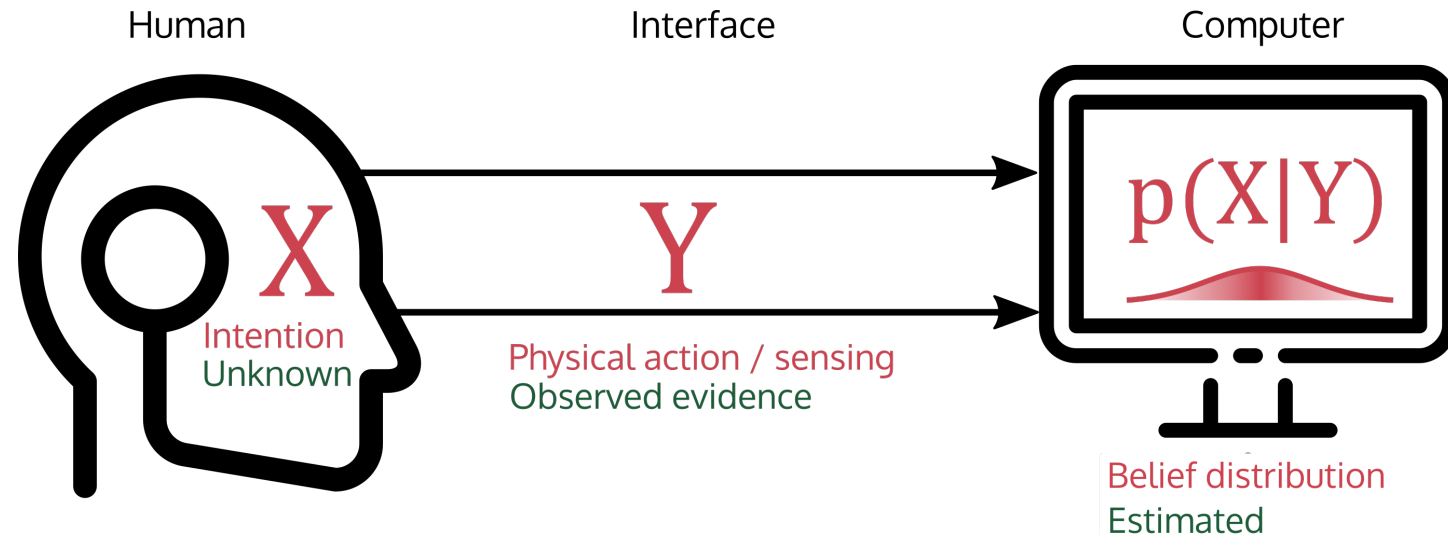 Human
Interface
Computer
X
Y
p(X|Y)
Intention
Unknown
Physical action / sensing
Observed evidence
Belief distribution
Estimated